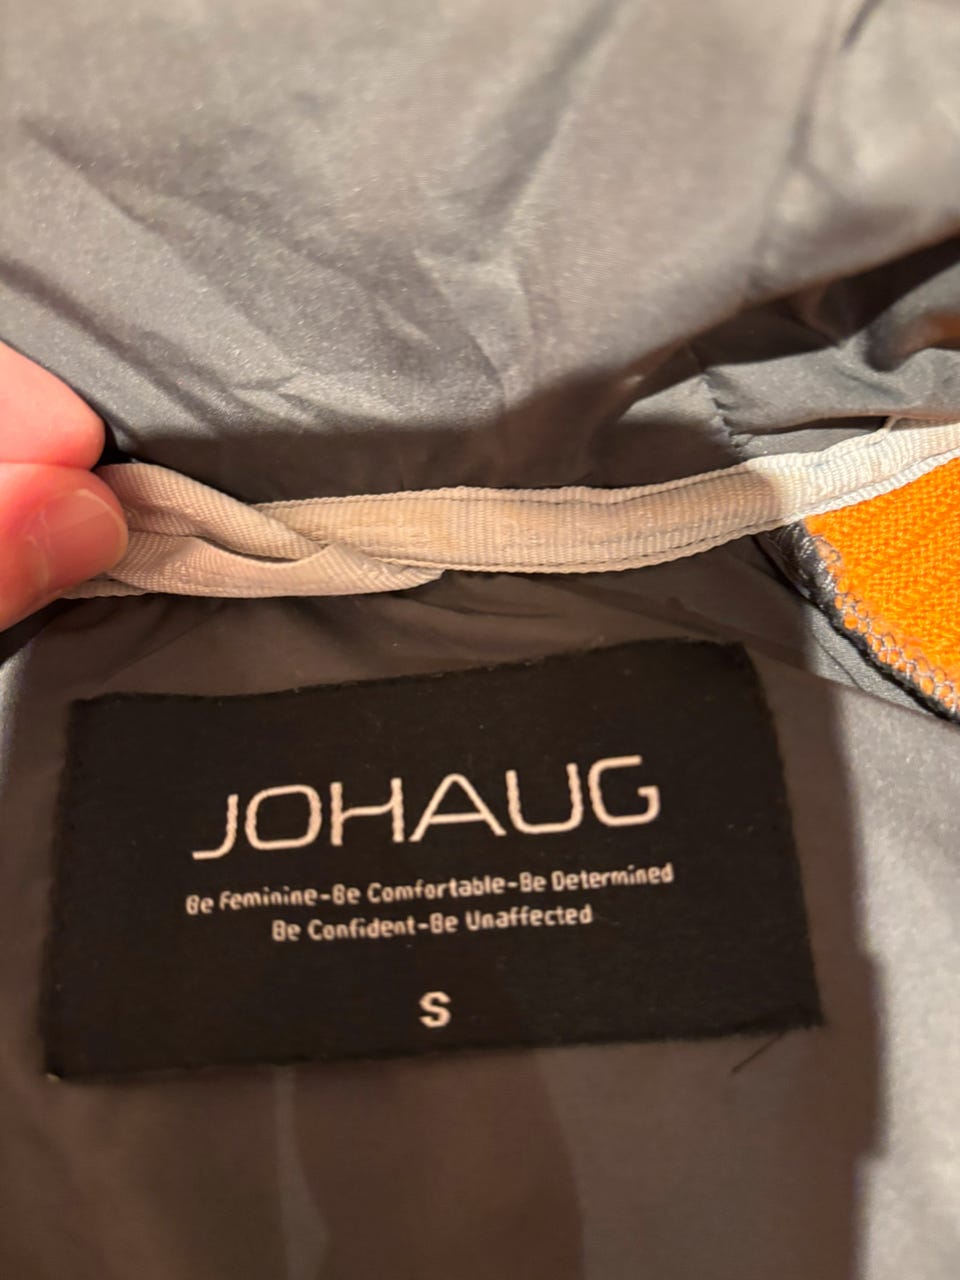 JOHAUG
Be Feminine-Be Comfortable-Be Determined
Be Confident-Be Unaffected
S